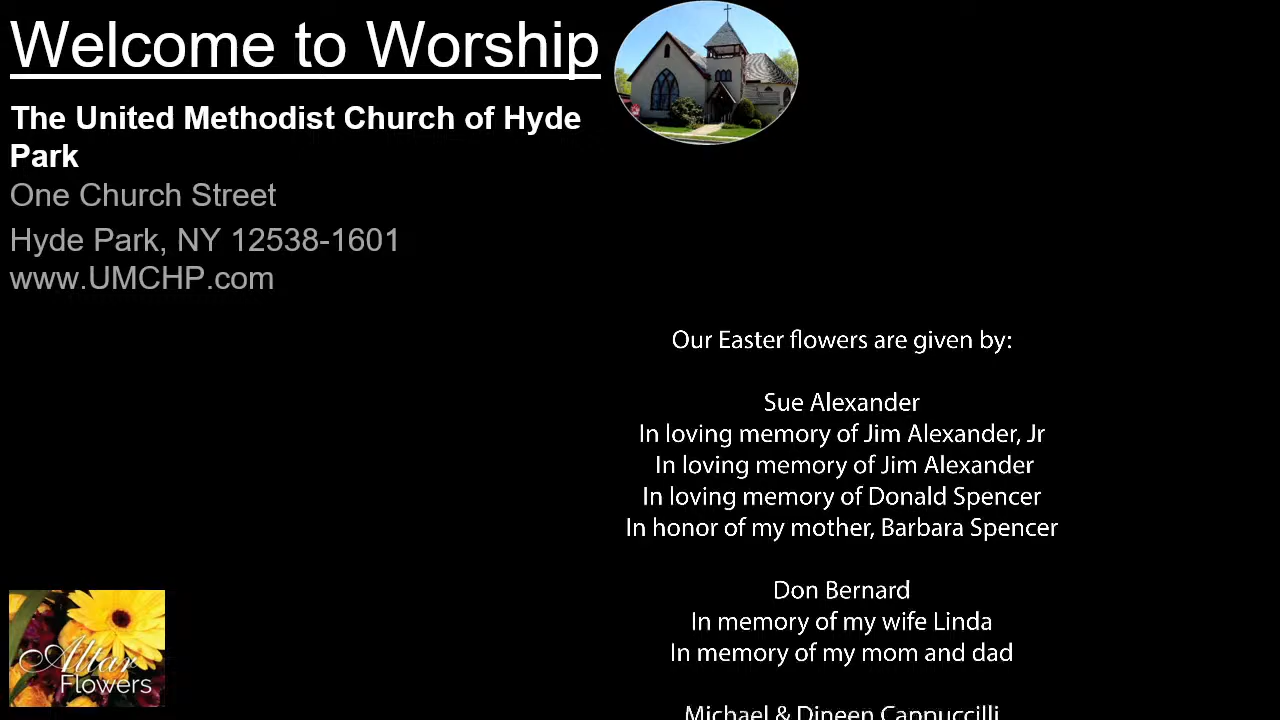 Welcome to Worship
The United Methodist Church of Hyde
Park
One Church Street
Hyde Park, NY 12538-1601
www.UMCHP.com
Our Easter flowers are given by:
Sue Alexander
In loving memory of Jim Alexander, Jr
In loving memory of Jim Alexander
In loving memory of Donald Spencer
In honor of my mother, Barbara Spencer
Don Bernard
In memory of my wife Linda
In memory of my mom and dad
Michael & Dineen Cappuccilli
Altar
Flowers